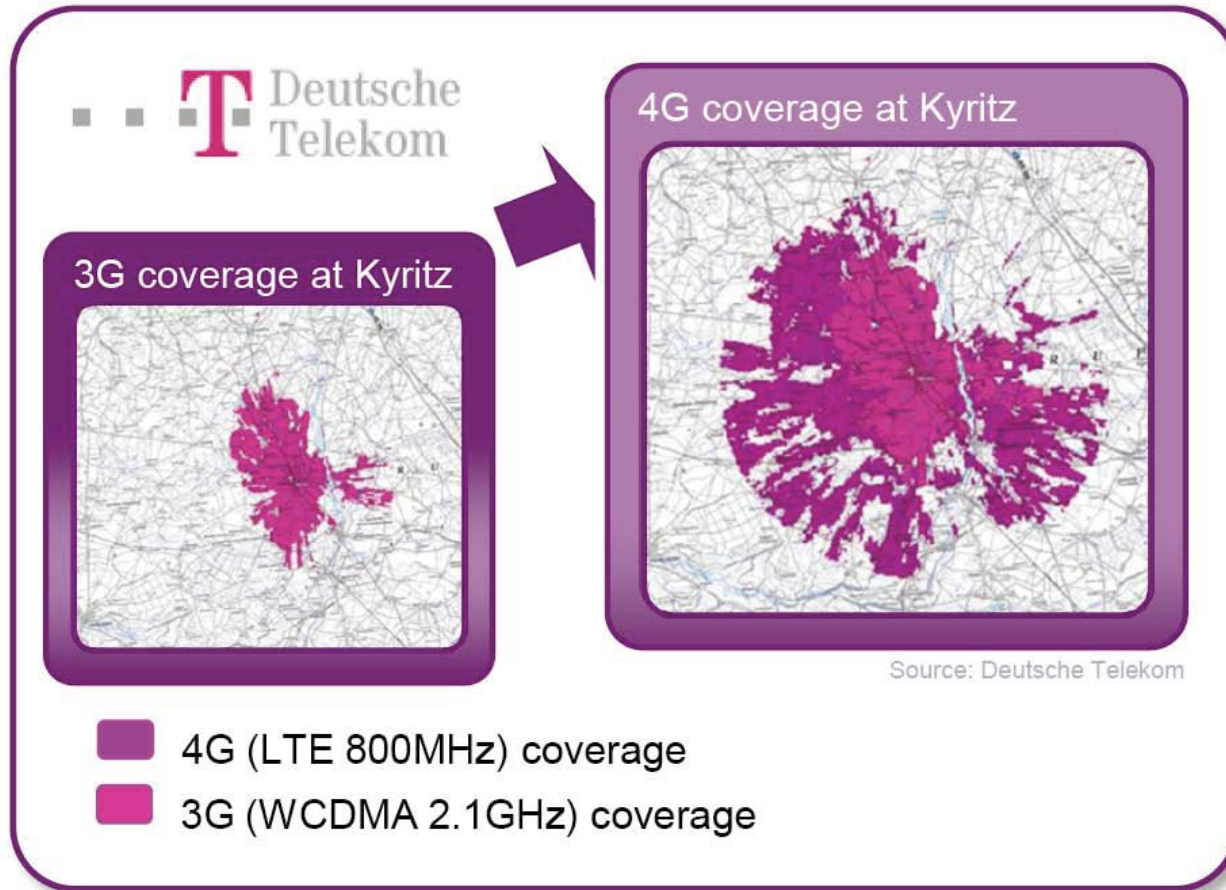 Deutsche
Telekom
4G coverage at Kyritz
3G coverage at Kyritz
Source: Deutsche Telekom
4G (LTE 800MHz) coverage
3G (WCDMA 2.1GHz) coverage